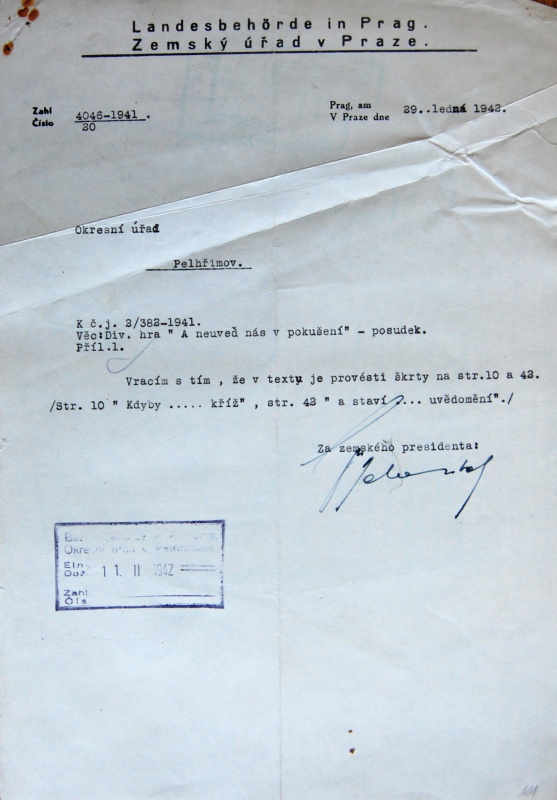 Landesbehörde in Prag.
Zemský úřad v Praze.
Zahl
Číslo
4046-1941.
20
Prag, am
V Praze dne
29..ledna 1942.
Okresní úřad
Pelhřimov.
K č.j. 2/382-1941.
Věc:Div. hra " A neuveď nás v pokušení" - posudek.
Příl.1.
Vracím s tím , že v textu je provésti škrty na str.10 a 42.
/Str. 10 " Kdyby ..... kříž" , str. 42 " a staví .... uvědomění"./
Za zemského presidenta:
Okresní úřad v Pelhřimově
Eing.
Došlo
11. II 1942
Zahl
Čís.